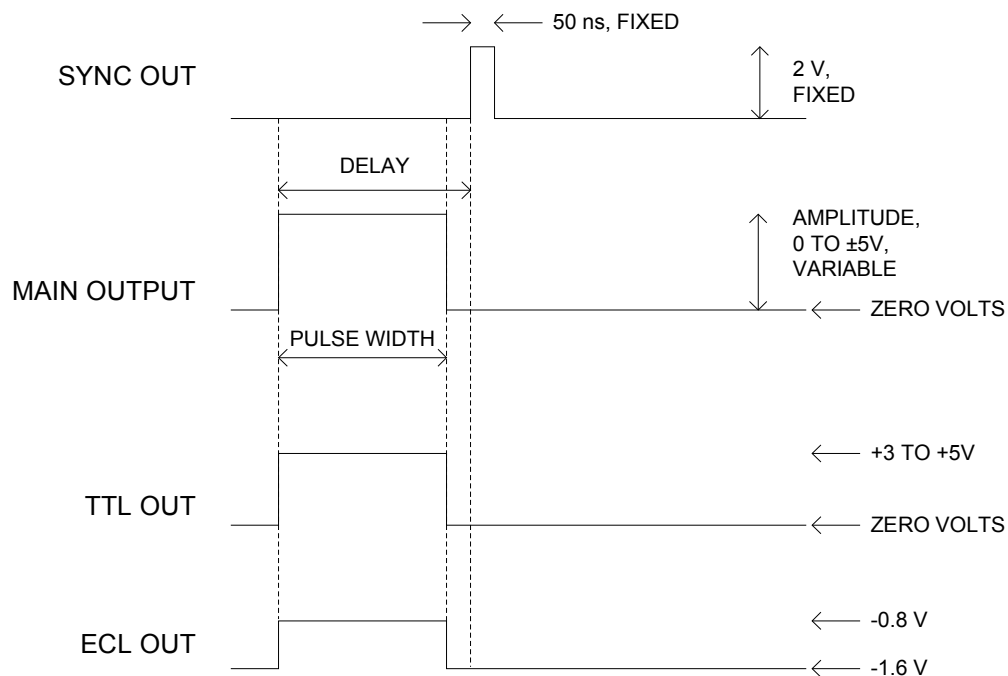 50 ns, FIXED
SYNC OUT
2 V,
FIXED
DELAY
AMPLITUDE,
0 TO ±5V,
VARIABLE
MAIN OUTPUT
ZERO VOLTS
PULSE WIDTH
+3 TO +5V
TTL OUT
ZERO VOLTS
-0.8 V
ECL OUT
-1.6 V